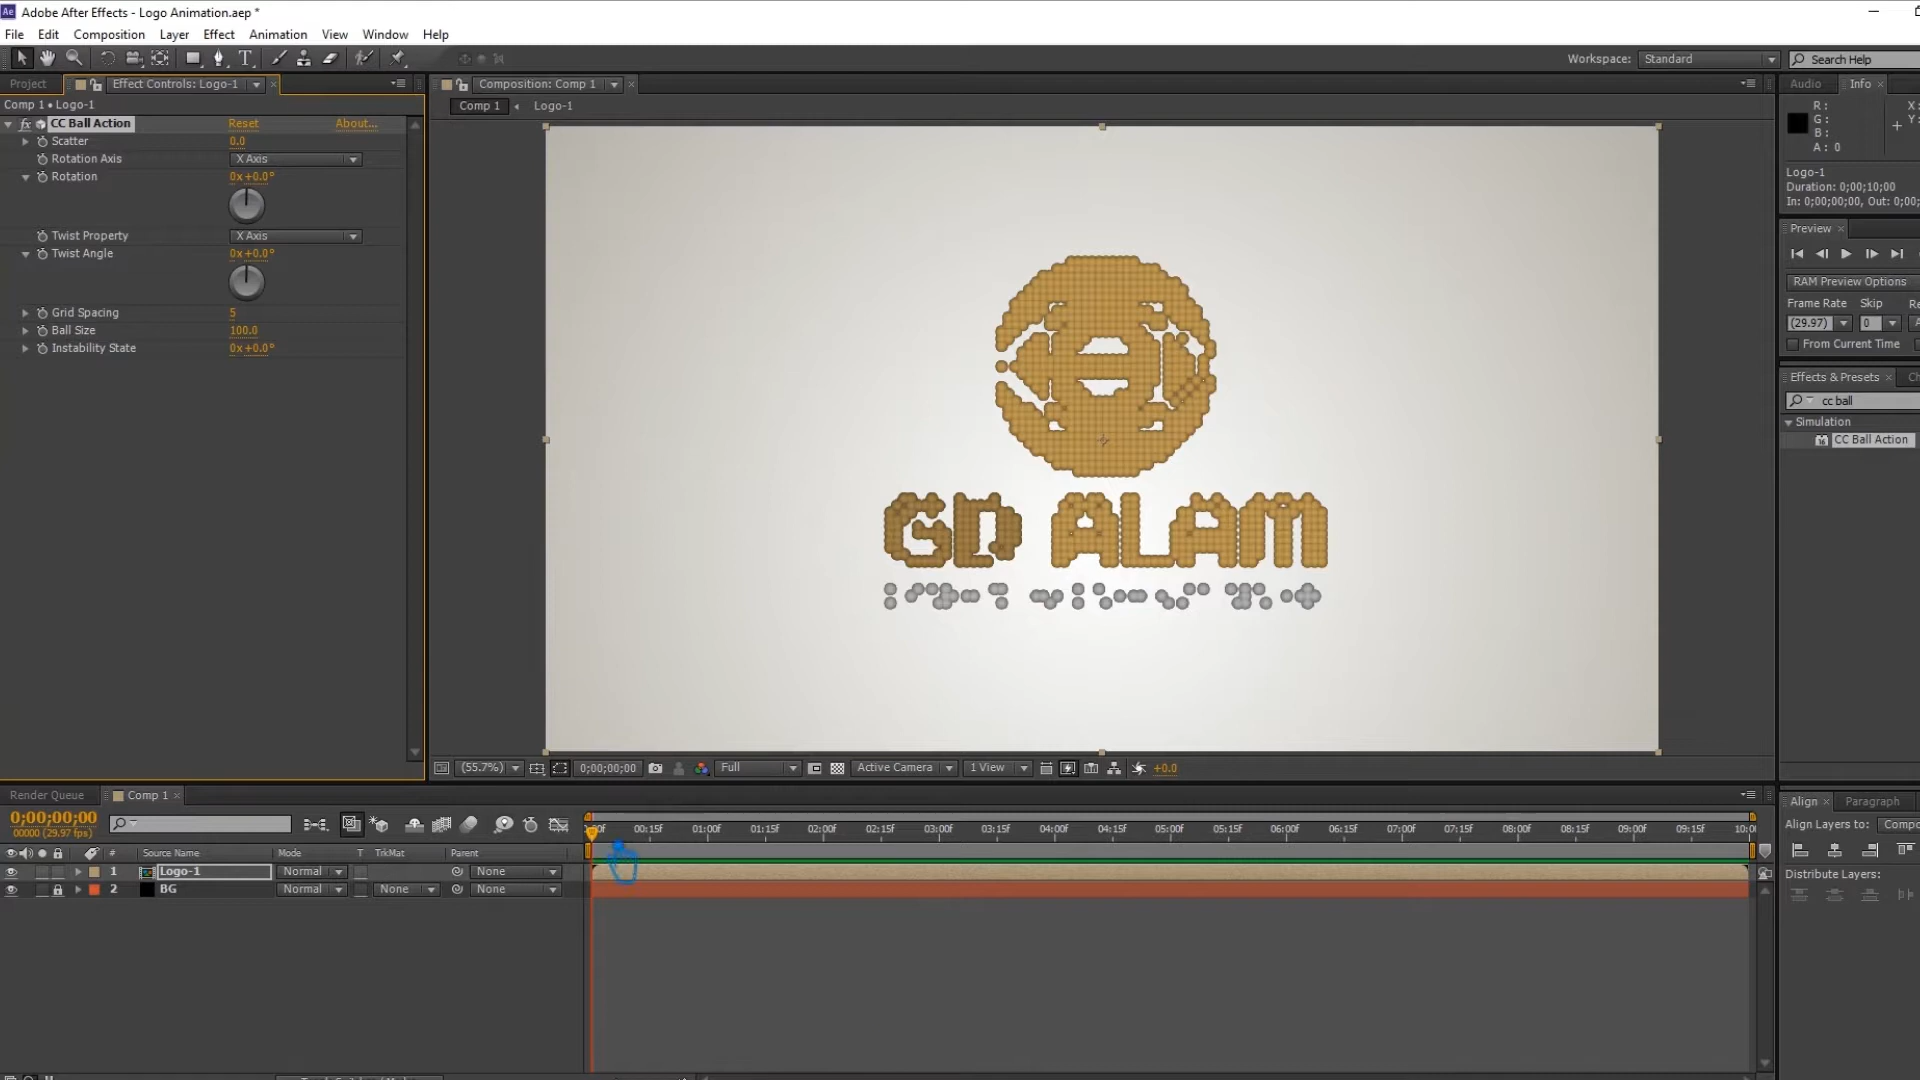 Adobe After Effects - Logo Animation.aep *
File Edit Composition Layer Effect Animation View Window Help
Workspace: Standard Search Help
Project Effect Controls: Logo-1 Composition: Comp 1 Audio Info
Comp 1 • Logo-1 Comp 1 Logo-1
fx CC Ball Action Reset About...
Scatter 0.0
Rotation Axis X Axis
Rotation 0x+0.0°
Twist Property X Axis
Twist Angle 0x+0.0°
Grid Spacing 5
Ball Size 100.0
Instability State 0x+0.0°
GD ALAM
R: X:
G: Y:
B:
A: 0
Logo-1
Duration: 0;00;10;00
In: 0;00;00;00, Out: 0;00;
Preview
RAM Preview Options
Frame Rate Skip Re
(29.97) 0
From Current Time
Effects & Presets
cc ball
Simulation
CC Ball Action
(55.7%) 0;00;00;00 Full Active Camera 1 View +0.0
Render Queue Comp 1
0;00;00;00
00000 (29.97 fps)
00:15f 01:00f 01:15f 02:00f 02:15f 03:00f 03:15f 04:00f 04:15f 05:00f 05:15f 06:00f 06:15f 07:00f 07:15f 08:00f 08:15f 09:00f 09:15f 10:0
# Source Name Mode T TrkMat Parent
1 Logo-1 Normal None
2 BG Normal None None
Align Paragraph
Align Layers to: Compo
Distribute Layers: